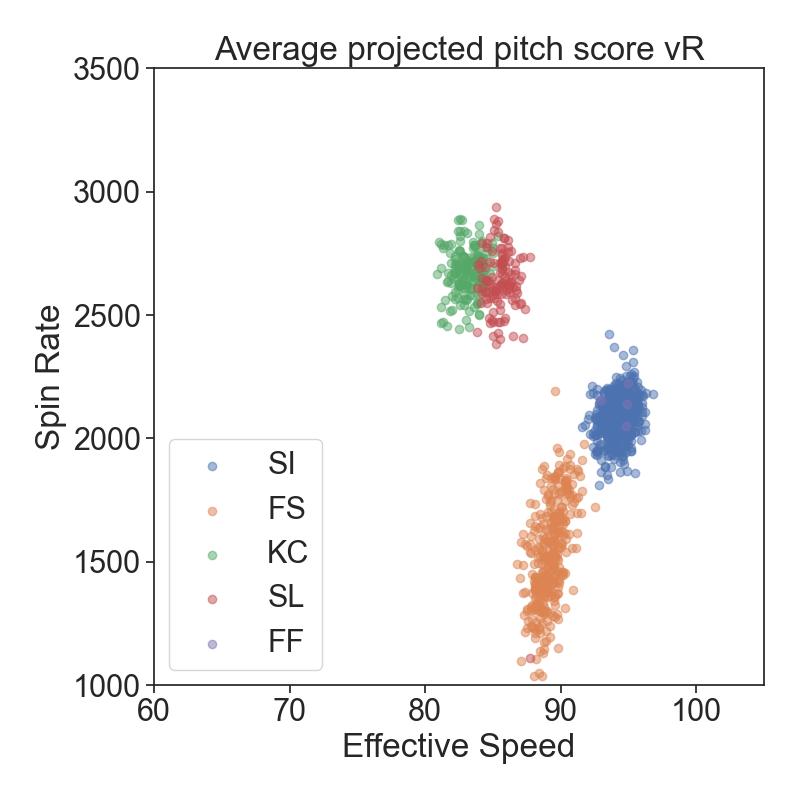 Average projected pitch score vR
3500
3000
2500
2000
1500
1000
Spin Rate
SI
FS
KC
SL
FF
60 70 80 90 100
Effective Speed